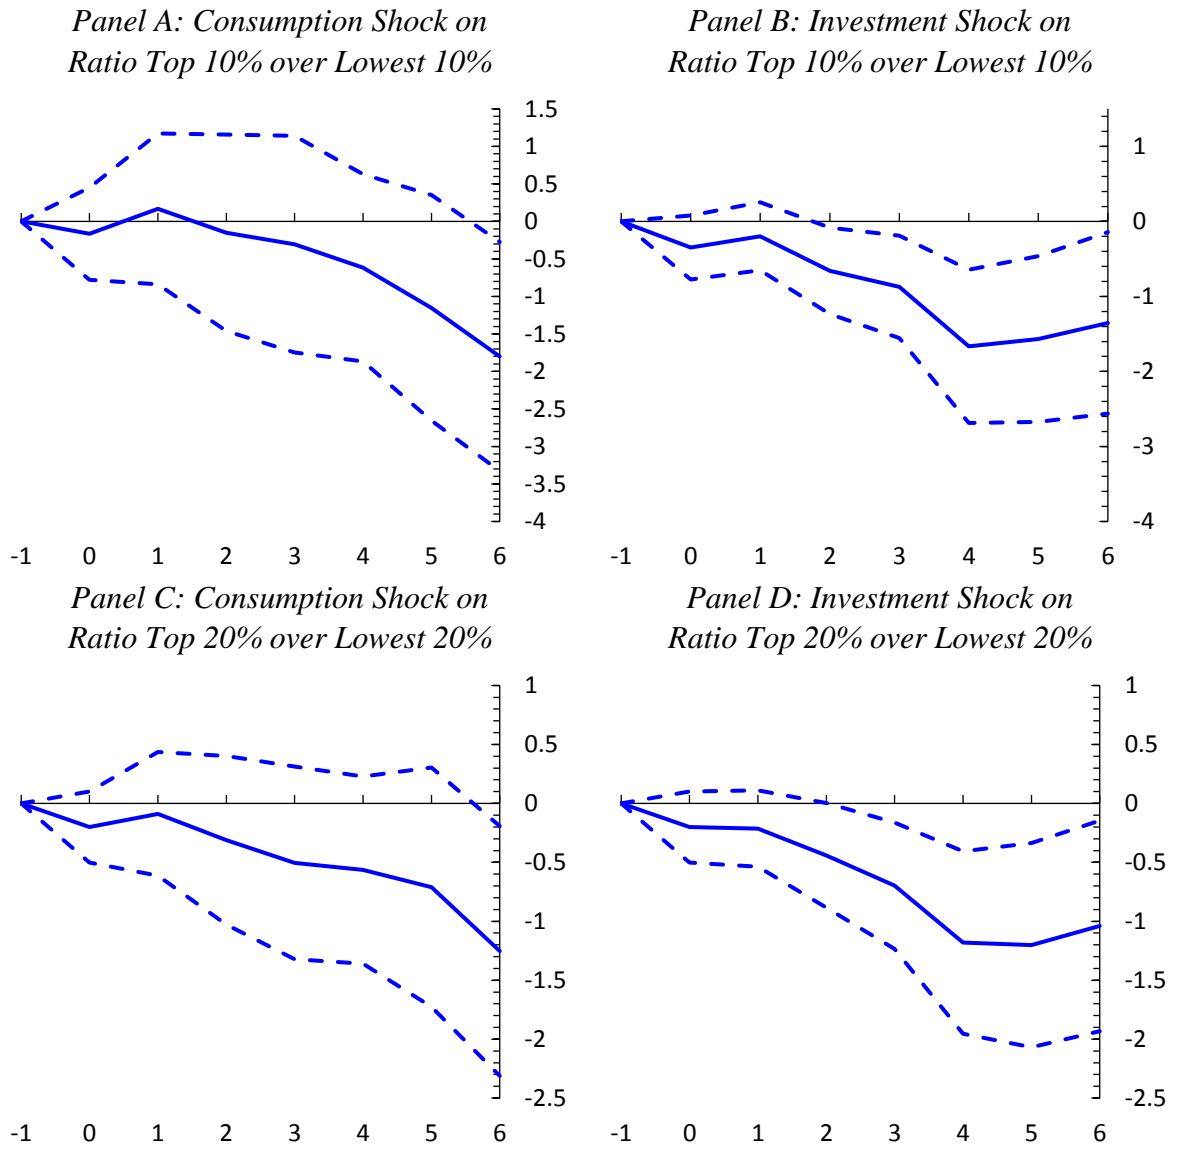 Panel A: Consumption Shock on
Ratio Top 10% over Lowest 10%
1.5
1
0.5
0
-0.5
-1
-1.5
-2
-2.5
-3
-3.5
-4
-1 0 1 2 3 4 5 6
Panel B: Investment Shock on
Ratio Top 10% over Lowest 10%
1
0
-1
-2
-3
-4
-1 0 1 2 3 4 5 6
Panel C: Consumption Shock on
Ratio Top 20% over Lowest 20%
1
0.5
0
-0.5
-1
-1.5
-2
-2.5
-1 0 1 2 3 4 5 6
Panel D: Investment Shock on
Ratio Top 20% over Lowest 20%
1
0.5
0
-0.5
-1
-1.5
-2
-2.5
-1 0 1 2 3 4 5 6